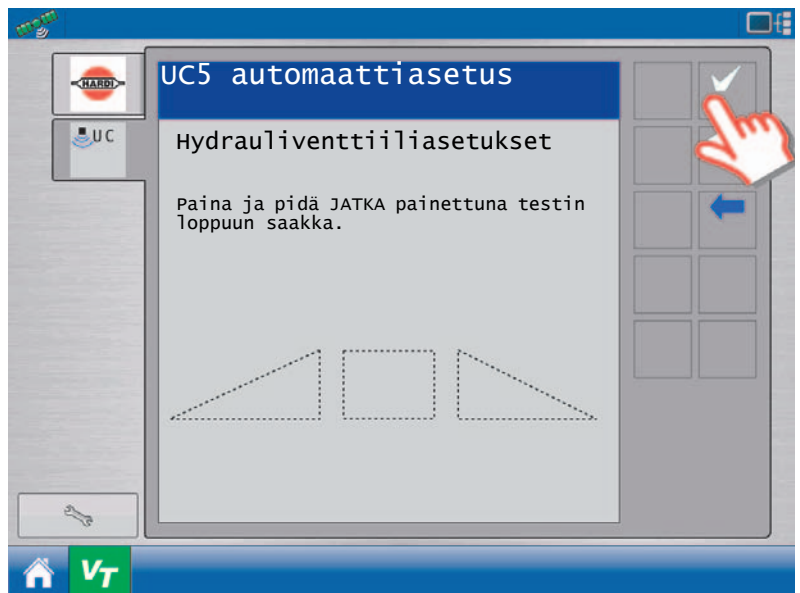 UC5 automaattiasetus
HARDI
UC
Hydrauliventtiiliasetukset
Paina ja pidä JATKA painettuna testin
loppuun saakka.
VT